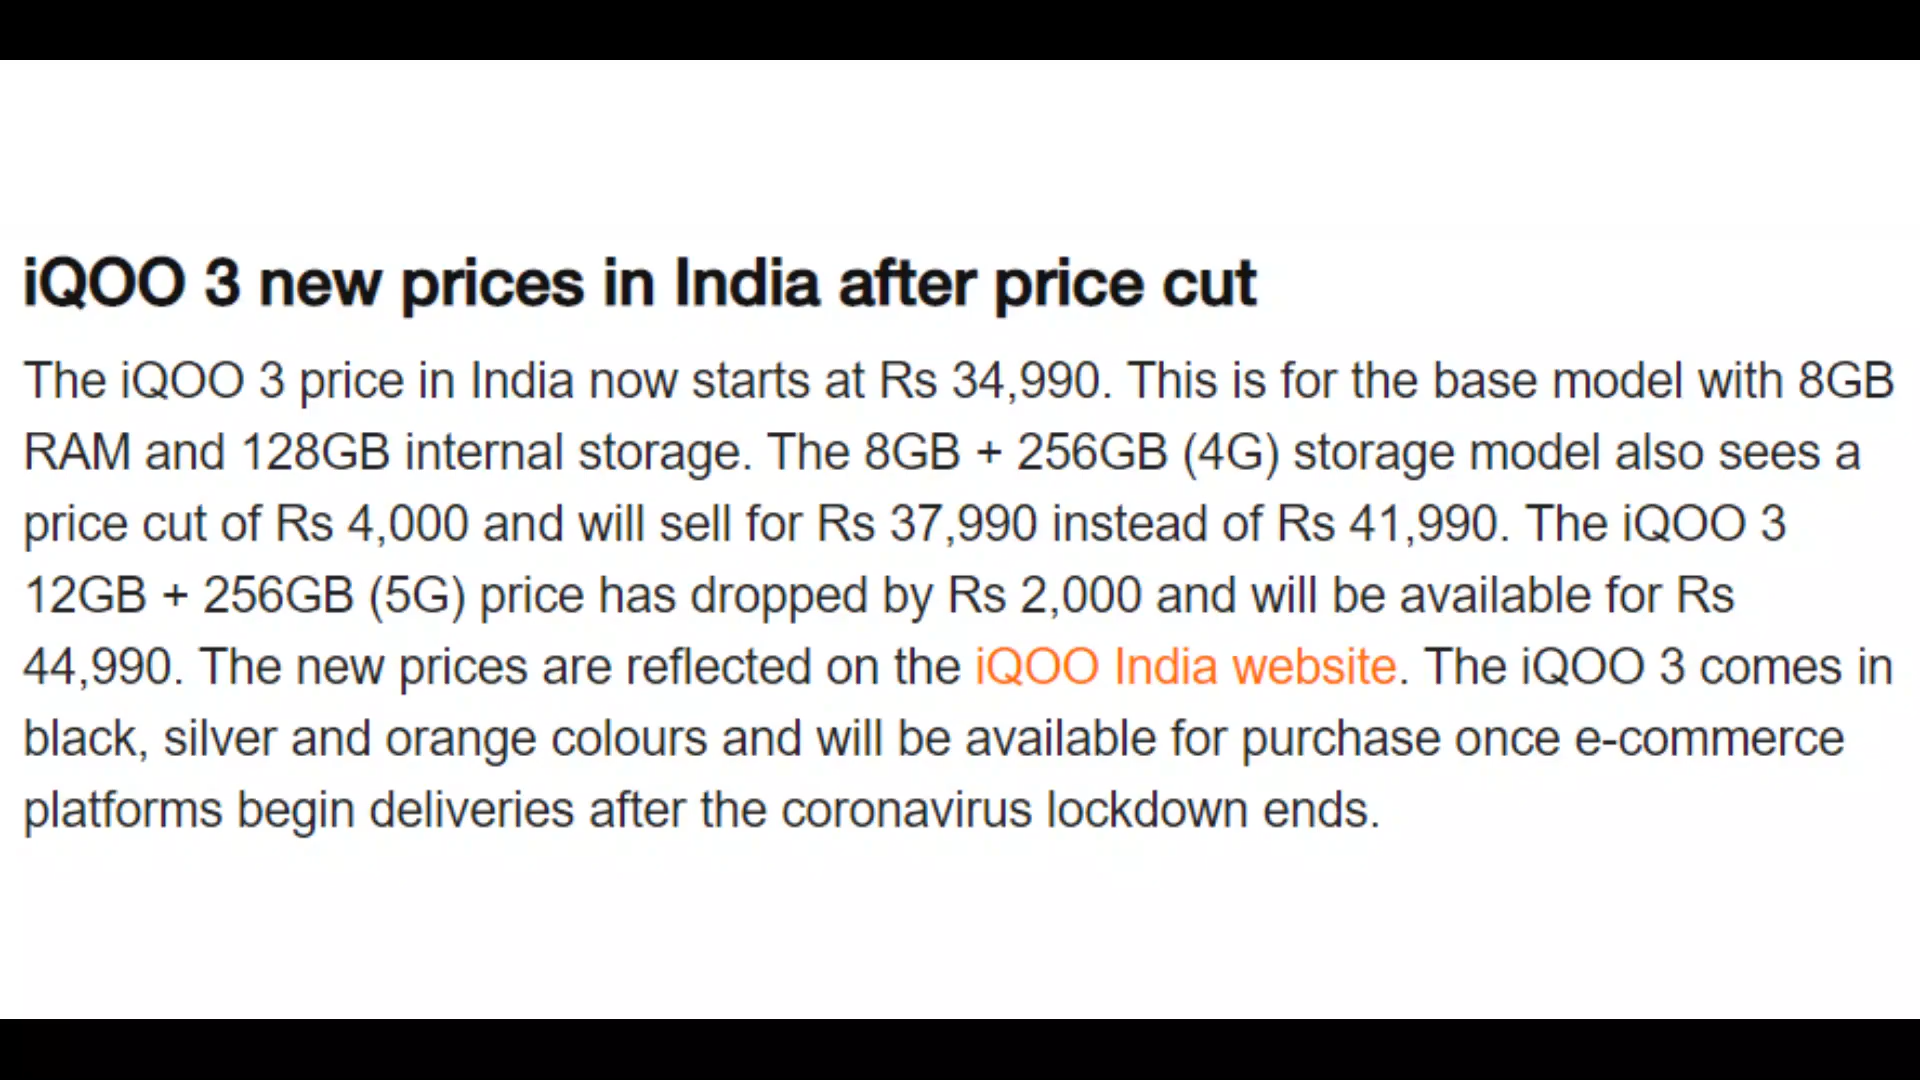 iQOO 3 new prices in India after price cut
The iQOO 3 price in India now starts at Rs 34,990. This is for the base model with 8GB
RAM and 128GB internal storage. The 8GB + 256GB (4G) storage model also sees a
price cut of Rs 4,000 and will sell for Rs 37,990 instead of Rs 41,990. The iQOO 3
12GB + 256GB (5G) price has dropped by Rs 2,000 and will be available for Rs
44,990. The new prices are reflected on the iQOO India website. The iQOO 3 comes in
black, silver and orange colours and will be available for purchase once e-commerce
platforms begin deliveries after the coronavirus lockdown ends.